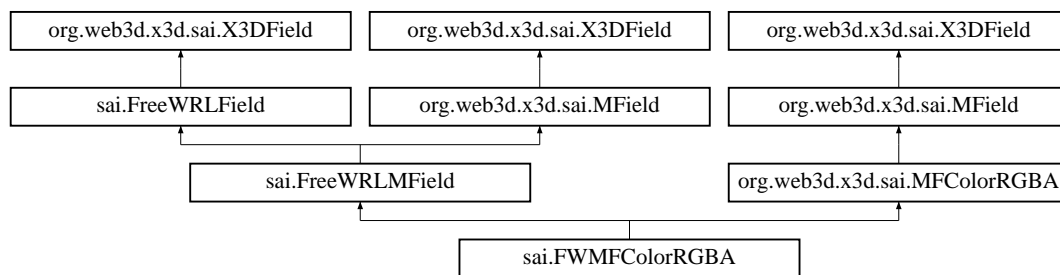 org.web3d.x3d.sai.X3DField org.web3d.x3d.sai.X3DField org.web3d.x3d.sai.X3DField
sai.FreeWRLField org.web3d.x3d.sai.MField org.web3d.x3d.sai.MField
sai.FreeWRLMField org.web3d.x3d.sai.MFColorRGBA
sai.FWMFColorRGBA